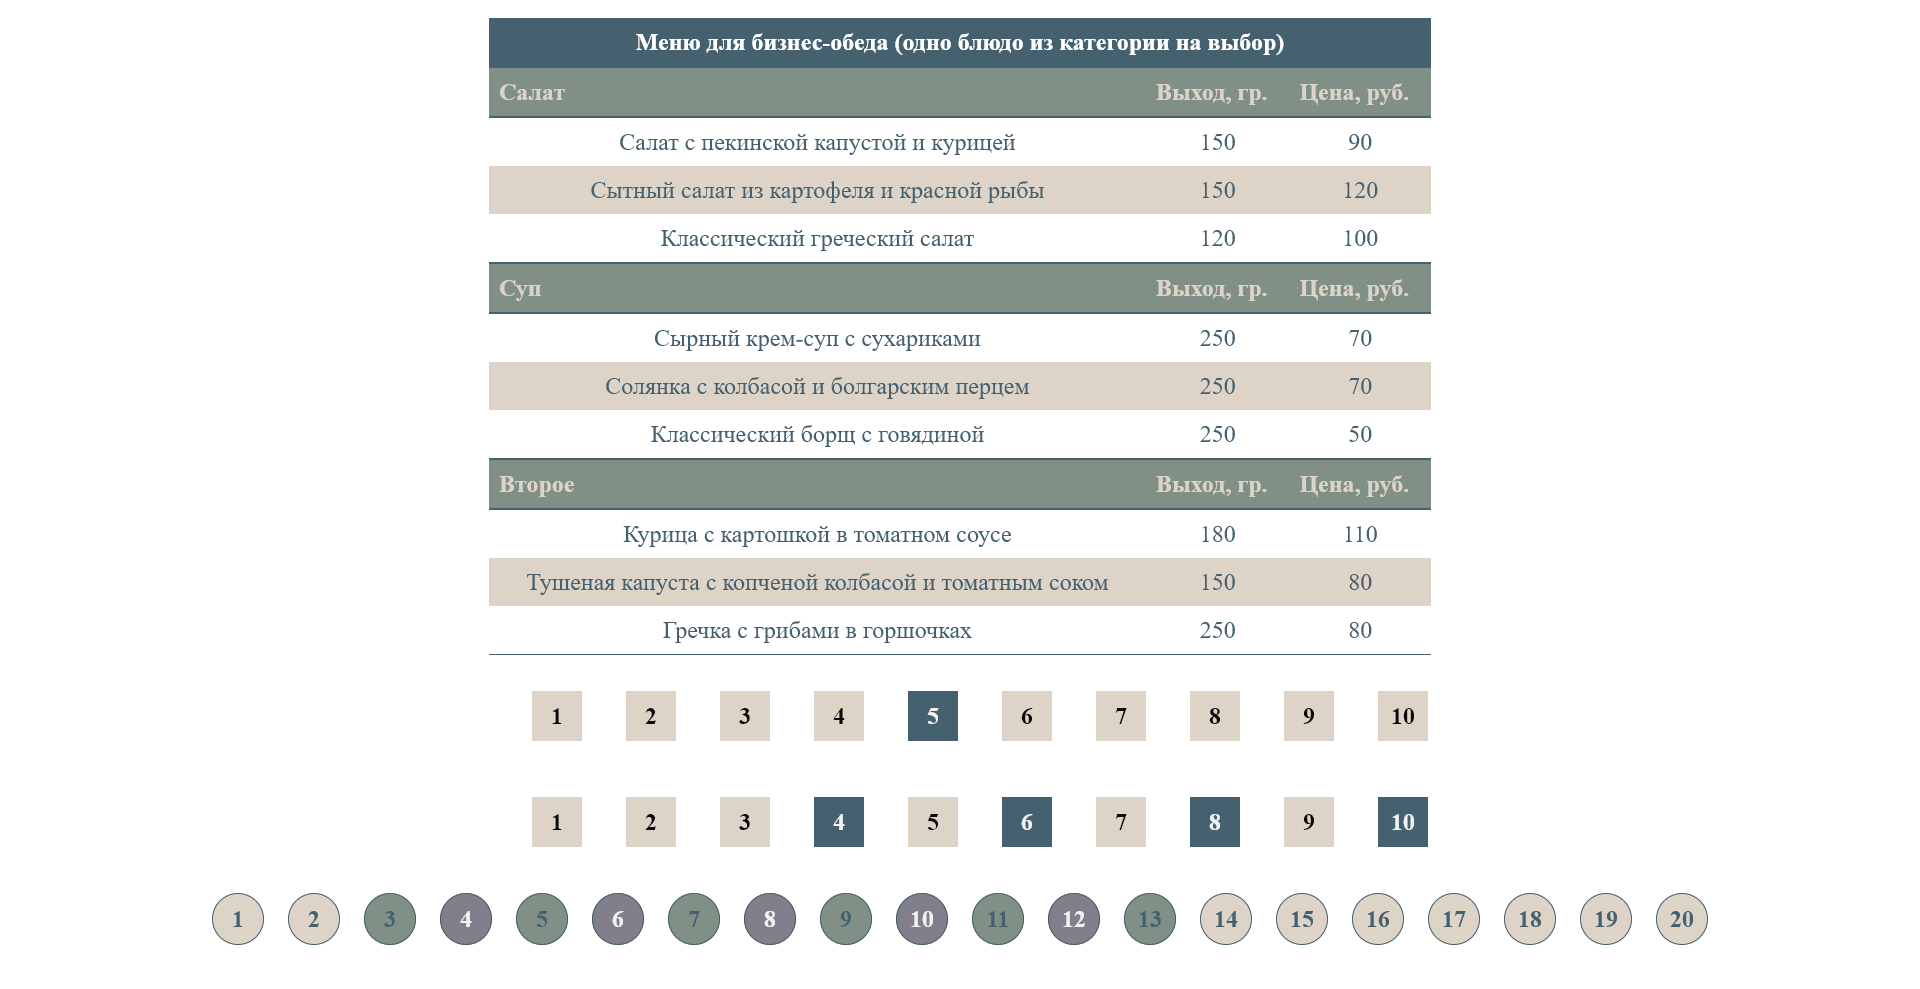 Меню для бизнес-обеда (одно блюдо из категории на выбор)
Салат Выход, гр. Цена, руб.
Салат с пекинской капустой и курицей 150 90
Сытный салат из картофеля и красной рыбы 150 120
Классический греческий салат 120 100
Суп Выход, гр. Цена, руб.
Сырный крем-суп с сухариками 250 70
Солянка с колбасой и болгарским перцем 250 70
Классический борщ с говядиной 250 50
Второе Выход, гр. Цена, руб.
Курица с картошкой в томатном соусе 180 110
Тушеная капуста с копченой колбасой и томатным соком 150 80
Гречка с грибами в горшочках 250 80
1 2 3 4 5 6 7 8 9 10
1 2 3 4 5 6 7 8 9 10
1 2 3 4 5 6 7 8 9 10 11 12 13 14 15 16 17 18 19 20